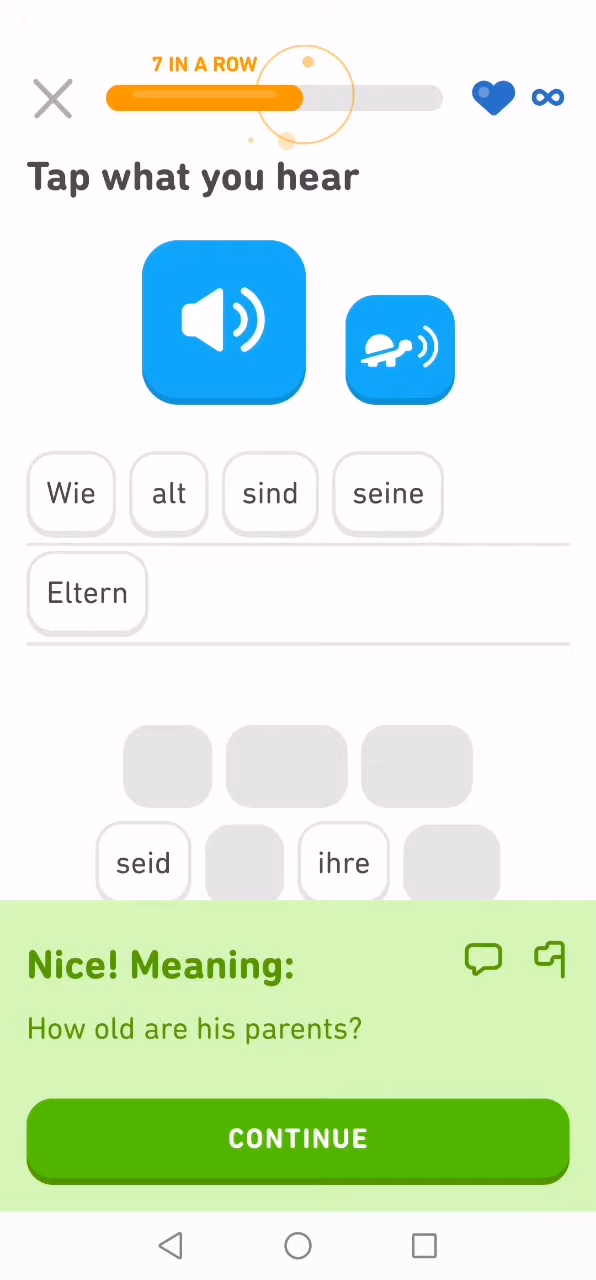 7 IN A ROW
Tap what you hear
Wie alt sind seine
Eltern
seid ihre
Nice! Meaning:
How old are his parents?
CONTINUE